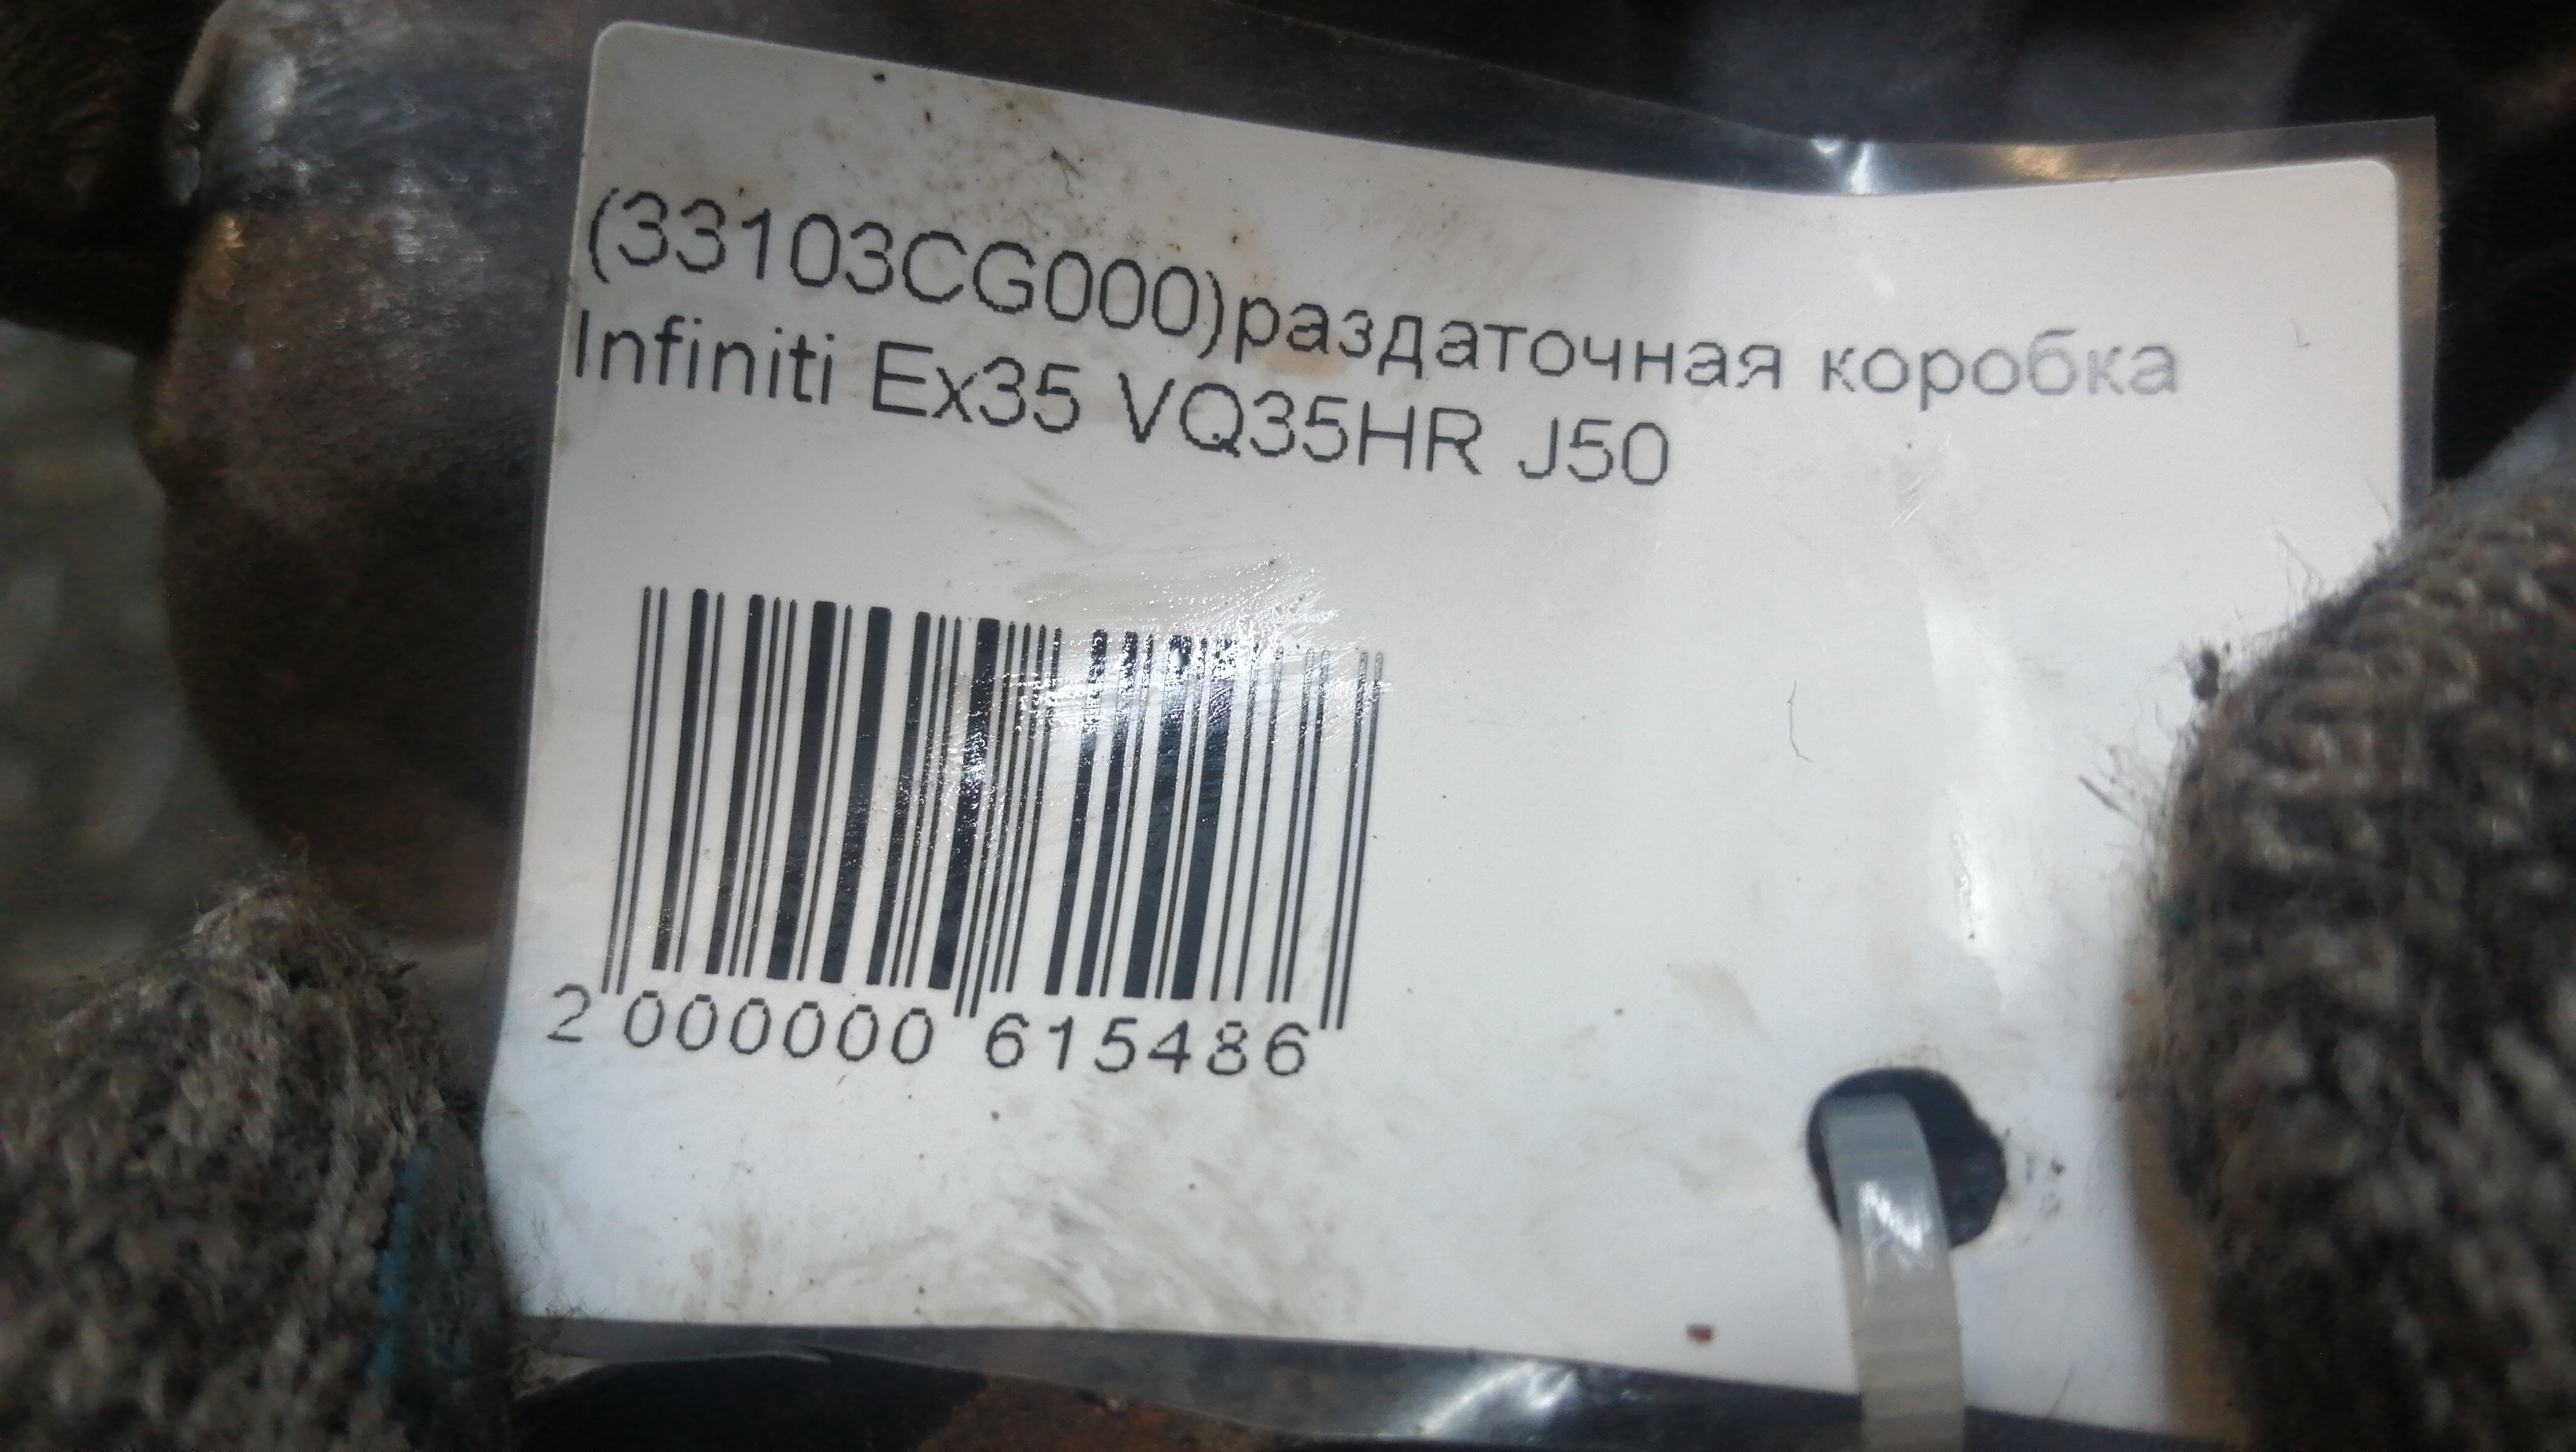 (33103CG000)раздаточная коробка
Infiniti Ex35 VQ35HR J50
2 000000 615486